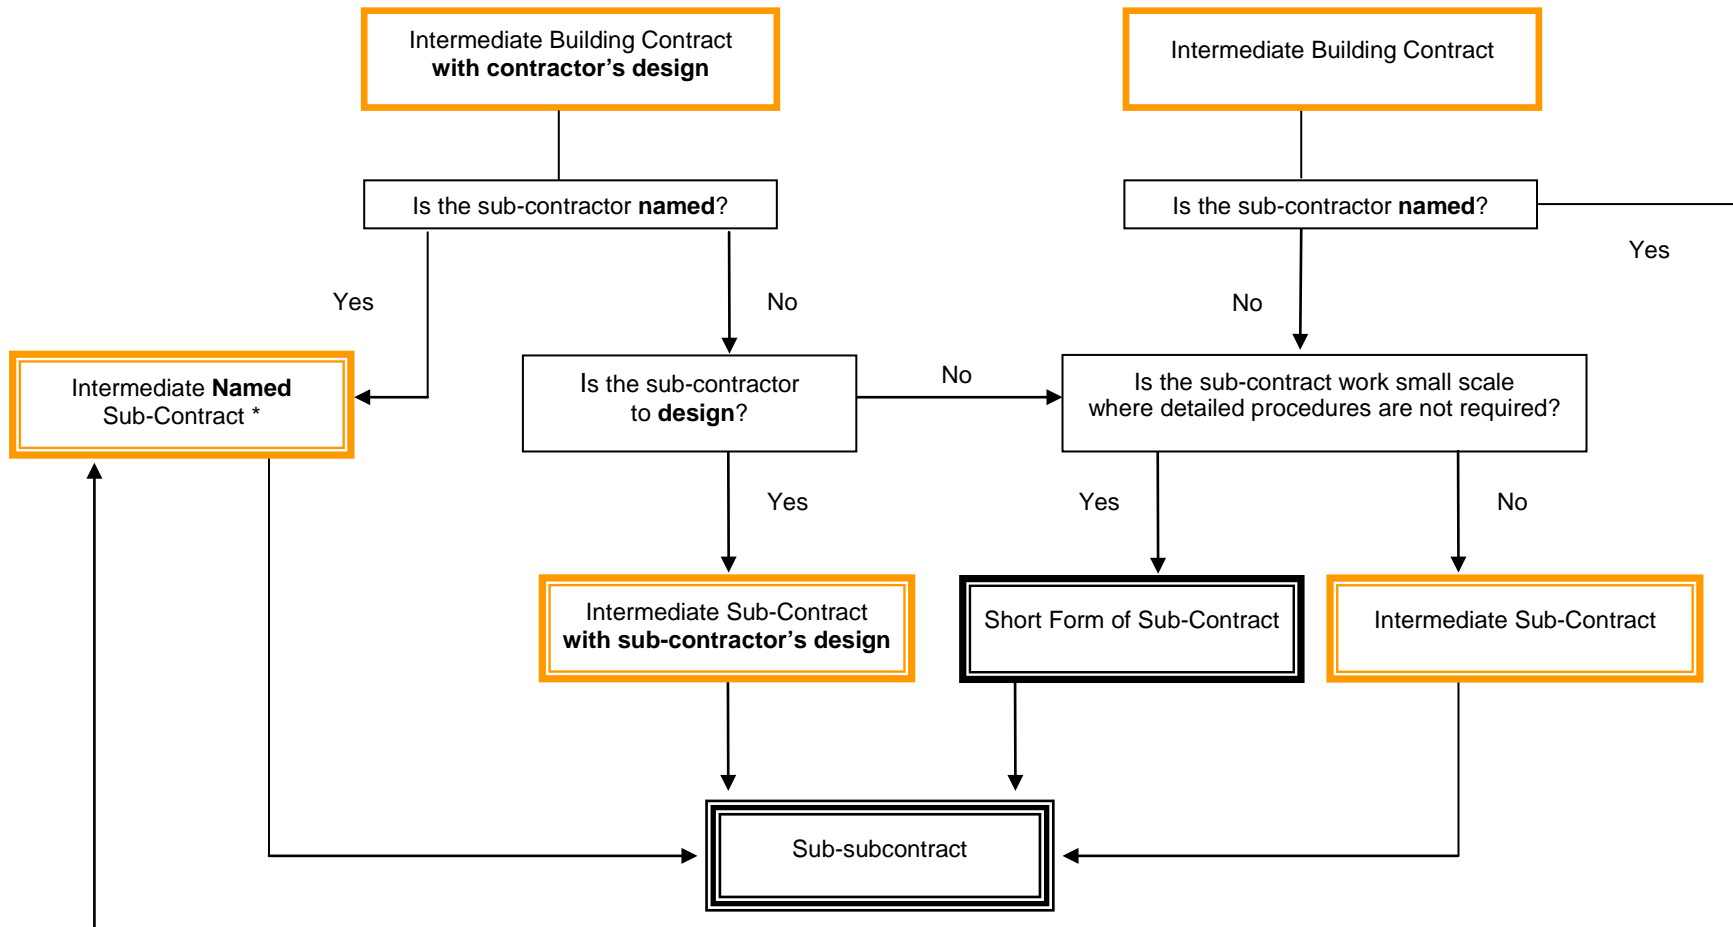 Intermediate Building Contract
with contractor's design
Intermediate Building Contract
Is the sub-contractor named?
Is the sub-contractor named?
Yes
Yes
No
No
Intermediate Named
Sub-Contract *
Is the sub-contractor
to design?
No
Is the sub-contract work small scale
where detailed procedures are not required?
Yes
Yes
No
Intermediate Sub-Contract
with sub-contractor's design
Short Form of Sub-Contract
Intermediate Sub-Contract
Sub-subcontract